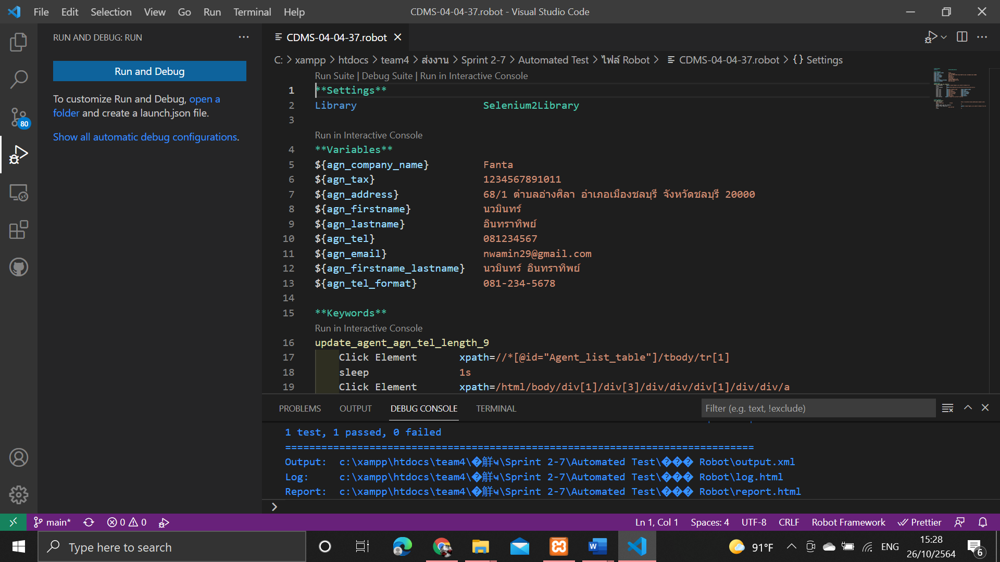 File Edit Selection View Go Run Terminal Help
CDMS-04-04-37.robot - Visual Studio Code
RUN AND DEBUG: RUN
CDMS-04-04-37.robot
C: > xampp > htdocs > team4 > ส่งงาน > Sprint 2-7 > Automated Test > ไฟล์ Robot > CDMS-04-04-37.robot > {} Settings
Run and Debug
To customize Run and Debug, open a
folder and create a launch.json file.
Show all automatic debug configurations.
80
Run Suite | Debug Suite | Run in Interactive Console
1 **Settings**
2 Library Selenium2Library
3
Run in Interactive Console
4 **Variables**
5 ${agn_company_name} Fanta
6 ${agn_tax} 1234567891011
7 ${agn_address} 68/1 ตำบลอ่างศิลา อำเภอเมืองชลบุรี จังหวัดชลบุรี 20000
8 ${agn_firstname} นวมินทร์
9 ${agn_lastname} อินทราทิพย์
10 ${agn_tel} 081234567
11 ${agn_email} nwamin29@gmail.com
12 ${agn_firstname_lastname} นวมินทร์ อินทราทิพย์
13 ${agn_tel_format} 081-234-5678
14
15 **Keywords**
Run in Interactive Console
16 update_agent_agn_tel_length_9
17 Click Element xpath=//*[@id="Agent_list_table"]/tbody/tr[1]
18 sleep 1s
19 Click Element xpath=/html/body/div[1]/div[3]/div/div/div[1]/div/div/a
PROBLEMS OUTPUT DEBUG CONSOLE TERMINAL
Filter (e.g. text, !exclude)
1 test, 1 passed, 0 failed
==============================================================================
Output: c:\xampp\htdocs\team4\�觧ҹ\Sprint 2-7\Automated Test\��� Robot\output.xml
Log: c:\xampp\htdocs\team4\�觧ҹ\Sprint 2-7\Automated Test\��� Robot\log.html
Report: c:\xampp\htdocs\team4\�觧ҹ\Sprint 2-7\Automated Test\��� Robot\report.html
main* 0 0 Ln 1, Col 1 Spaces: 4 UTF-8 CRLF Robot Framework Prettier
Type here to search
91°F ENG
15:28
26/10/2564
6